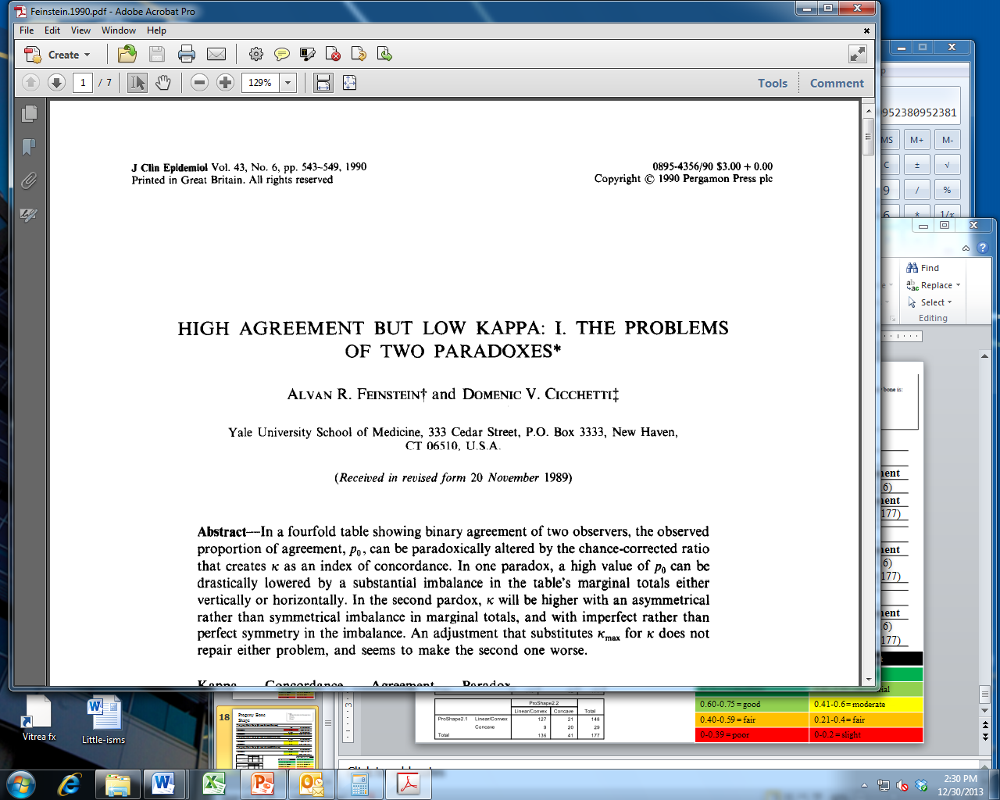 Feinstein.1990.pdf - Adobe Acrobat Pro
File Edit View Window Help
Create
1 / 7 129% Tools Comment
J Clin Epidemiol Vol. 43, No. 6, pp. 543–549, 1990
Printed in Great Britain. All rights reserved
0895-4356/90 $3.00 + 0.00
Copyright © 1990 Pergamon Press plc
HIGH AGREEMENT BUT LOW KAPPA: I. THE PROBLEMS
OF TWO PARADOXES*
ALVAN R. FEINSTEIN† and DOMENIC V. CICCHETTI‡
Yale University School of Medicine, 333 Cedar Street, P.O. Box 3333, New Haven,
CT 06510, U.S.A.
(Received in revised form 20 November 1989)
Abstract—In a fourfold table showing binary agreement of two observers, the observed
proportion of agreement, p₀, can be paradoxically altered by the chance-corrected ratio
that creates κ as an index of concordance. In one paradox, a high value of p₀ can be
drastically lowered by a substantial imbalance in the table's marginal totals either
vertically or horizontally. In the second pardox, κ will be higher with an asymmetrical
rather than symmetrical imbalance in marginal totals, and with imperfect rather than
perfect symmetry in the imbalance. An adjustment that substitutes κmax for κ does not
repair either problem, and seems to make the second one worse.
Kappa Concordance Agreement Paradox
952380952381
MS M+ M-
C ± √
9 / %
6 * 1/x
Find
Replace
Select
Editing
bone is:
ment
6)
ment
177)
6)
177)
ment
6)
177)
0.60-0.75 = good 0.41-0.6 = moderate
0.40-0.59 = fair 0.21-0.4 = fair
0-0.39 = poor 0-0.2 = slight
ProShape2.2
Linear/Convex Concave Total
ProShape2.1 Linear/Convex 127 21 148
Concave 9 20 29
Total 136 41 177
18
Progeny Bone
Shape
Vitrea fx
Little-isms
2:30 PM
12/30/2013